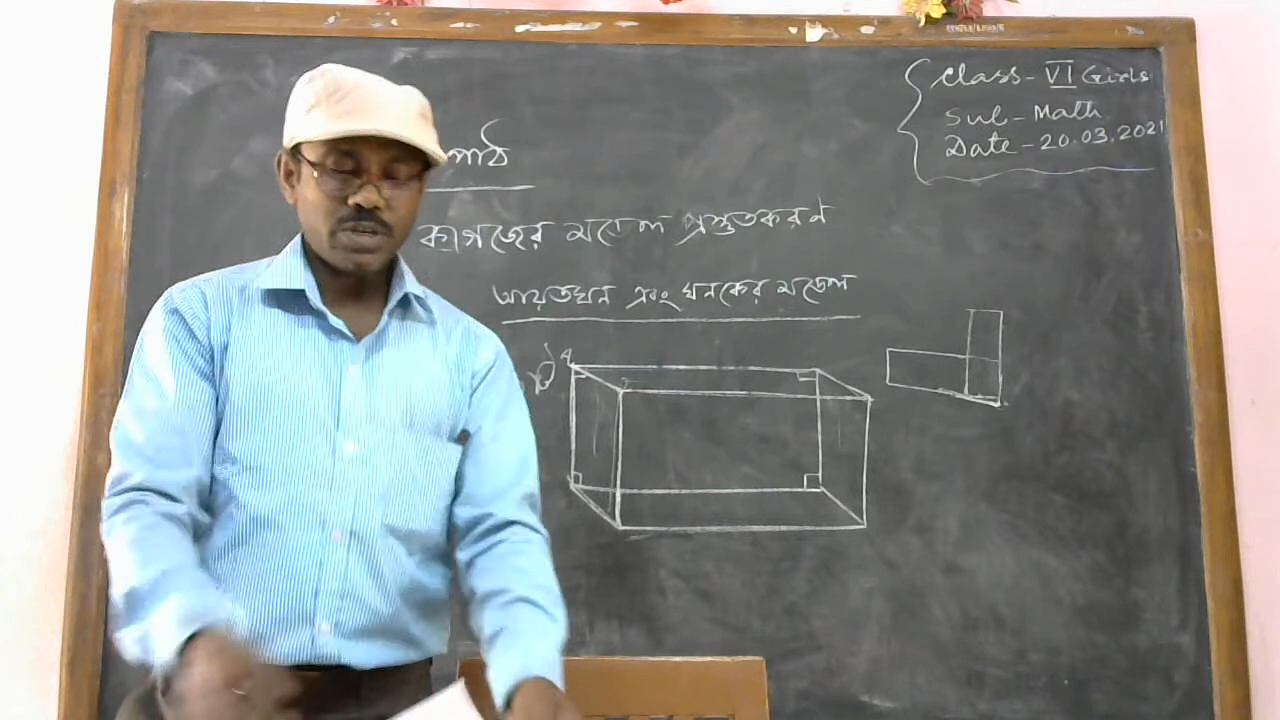 Class - VI Girls
Sub - Math
Date - 20.03.2021
পাঠ
কাগজের মডেল প্রস্তুতকরণ
আয়তঘন এবং ঘনকের মডেল